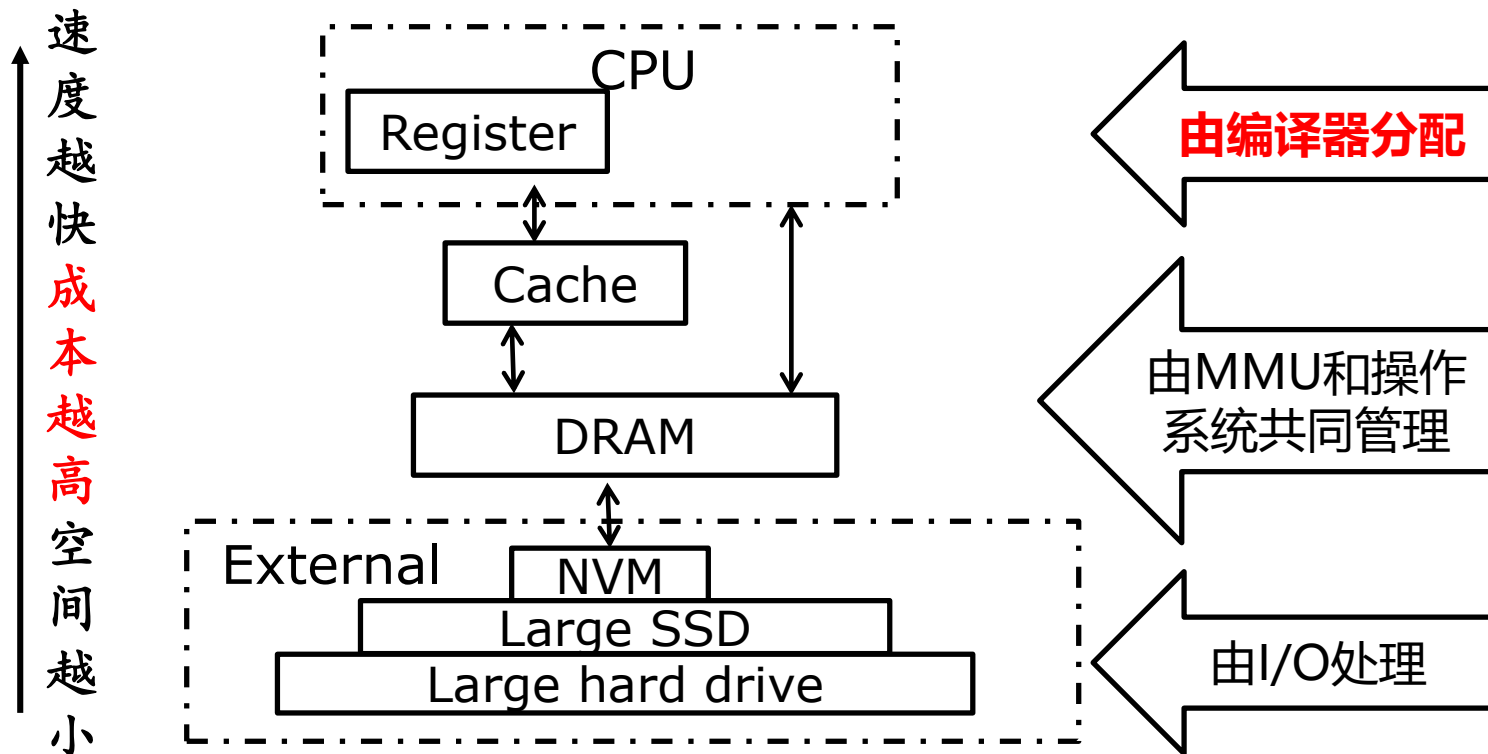 速度越快成本越高空间越小
CPU
Register
由编译器分配
Cache
由MMU和操作
系统共同管理
DRAM
External
NVM
Large SSD
Large hard drive
由I/O处理